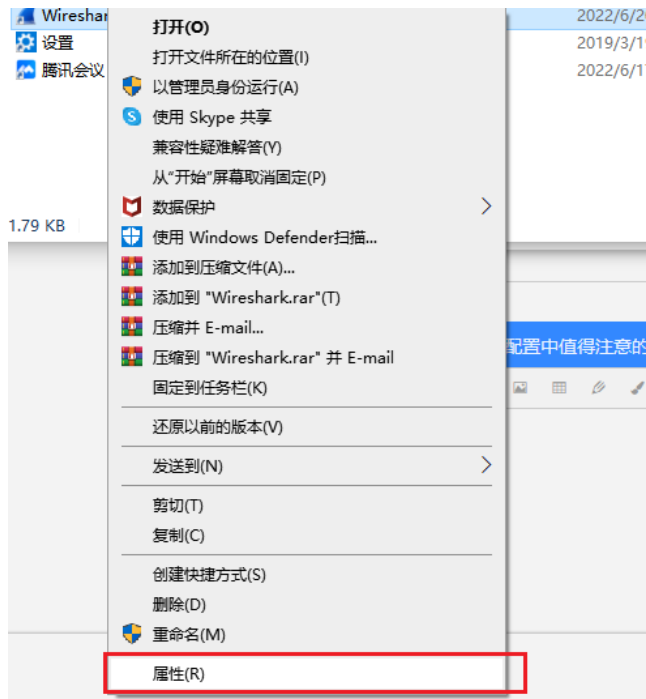 Wireshar
2022/6/2
设置
2019/3/1
腾讯会议
2022/6/1
打开(O)
打开文件所在的位置(I)
以管理员身份运行(A)
使用 Skype 共享
兼容性疑难解答(Y)
从"开始"屏幕取消固定(P)
数据保护
1.79 KB
使用 Windows Defender扫描...
添加到压缩文件(A)...
添加到 "Wireshark.rar"(T)
压缩并 E-mail...
压缩到 "Wireshark.rar" 并 E-mail
固定到任务栏(K)
配置中值得注意的
还原以前的版本(V)
发送到(N)
剪切(T)
复制(C)
创建快捷方式(S)
删除(D)
重命名(M)
属性(R)